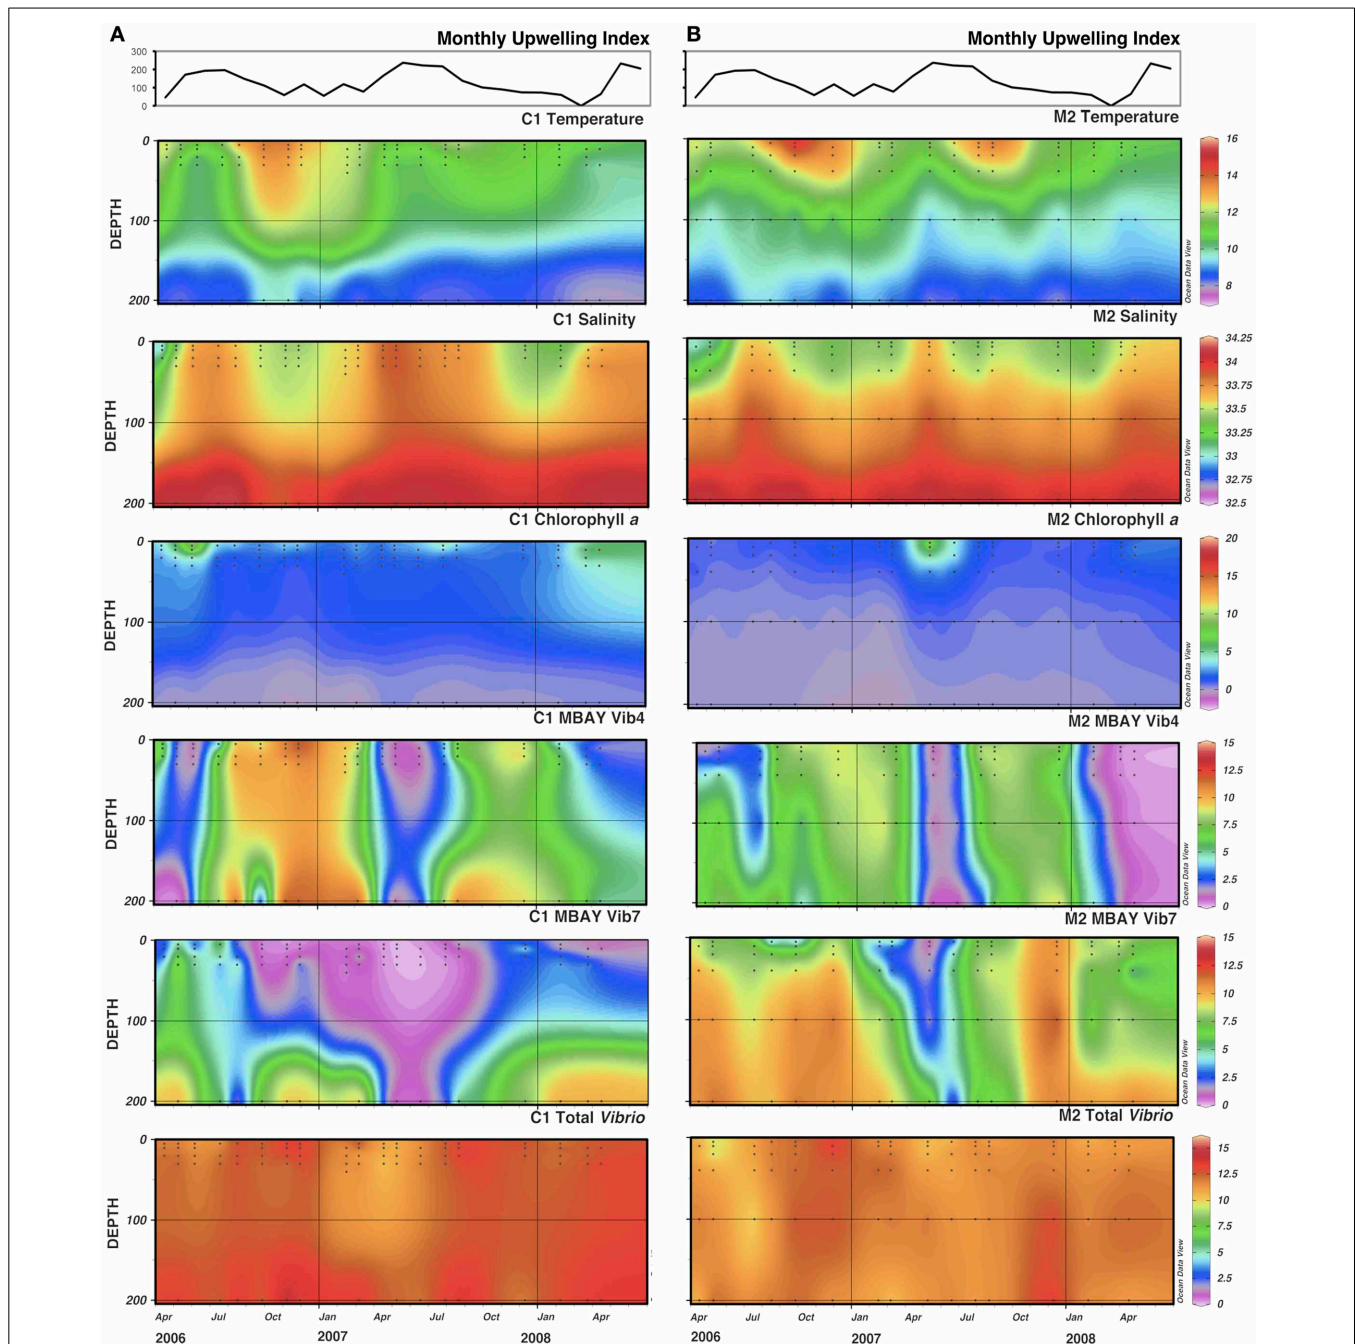 A
B
Monthly Upwelling Index
Monthly Upwelling Index
300
200
100
0
C1 Temperature
M2 Temperature
DEPTH
0
100
200
16
14
12
10
8
Ocean Data View
C1 Salinity
M2 Salinity
DEPTH
0
100
200
34.25
34
33.75
33.5
33.25
33
32.75
32.5
Ocean Data View
C1 Chlorophyll a
M2 Chlorophyll a
DEPTH
0
100
200
20
15
10
5
0
Ocean Data View
C1 MBAY Vib4
M2 MBAY Vib4
DEPTH
0
100
200
15
12.5
10
7.5
5
2.5
0
Ocean Data View
C1 MBAY Vib7
M2 MBAY Vib7
DEPTH
0
100
200
15
12.5
10
7.5
5
2.5
0
Ocean Data View
C1 Total Vibrio
M2 Total Vibrio
DEPTH
0
100
200
15
12.5
10
7.5
5
2.5
0
Ocean Data View
Apr Jul Oct Jan Apr Jul Oct Jan Apr
2006 2007 2008
Apr Jul Oct Jan Apr Jul Oct Jan Apr
2006 2007 2008